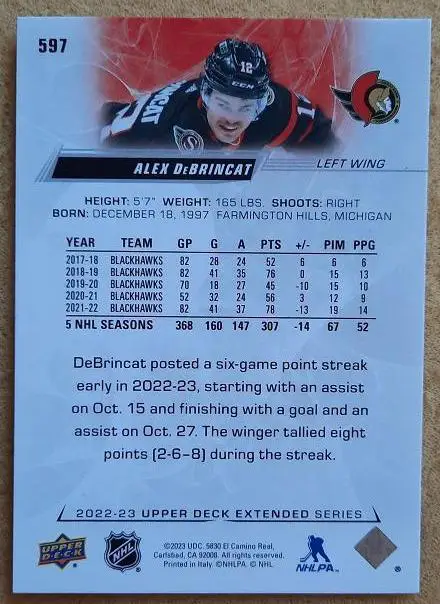 597
12
CCM
12
CAT
ALEX DeBRINCAT
LEFT WING
®
HEIGHT: 5'7" WEIGHT: 165 LBS. SHOOTS: RIGHT
BORN: DECEMBER 18, 1997 FARMINGTON HILLS, MICHIGAN
YEAR TEAM GP G A PTS +/- PIM PPG
2017-18 BLACKHAWKS 82 28 24 52 6 6 6
2018-19 BLACKHAWKS 82 41 35 76 0 15 13
2019-20 BLACKHAWKS 70 18 27 45 -10 15 10
2020-21 BLACKHAWKS 52 32 24 56 3 12 9
2021-22 BLACKHAWKS 82 41 37 78 -13 19 14
5 NHL SEASONS 368 160 147 307 -14 67 52
DeBrincat posted a six-game point streak
early in 2022-23, starting with an assist
on Oct. 15 and finishing with a goal and an
assist on Oct. 27. The winger tallied eight
points (2-6–8) during the streak.
2022-23 UPPER DECK EXTENDED SERIES
UPPER DECK
NHL
©2023 UDC. 5830 El Camino Real,
Carlsbad, CA 92008. All rights reserved.
Printed in Italy. ©NHLPA. © NHL
NHLPA
®